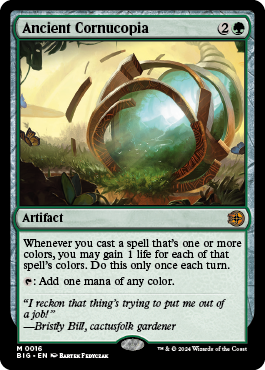 Ancient Cornucopia 2
Artifact
Whenever you cast a spell that's one or more
colors, you may gain 1 life for each of that
spell's colors. Do this only once each turn.
: Add one mana of any color.
"I reckon that thing's trying to put me out of
a job!"
—Bristly Bill, cactusfolk gardener
M 0016
BIG • EN Bartek Fedyczak
™ & © 2024 Wizards of the Coast